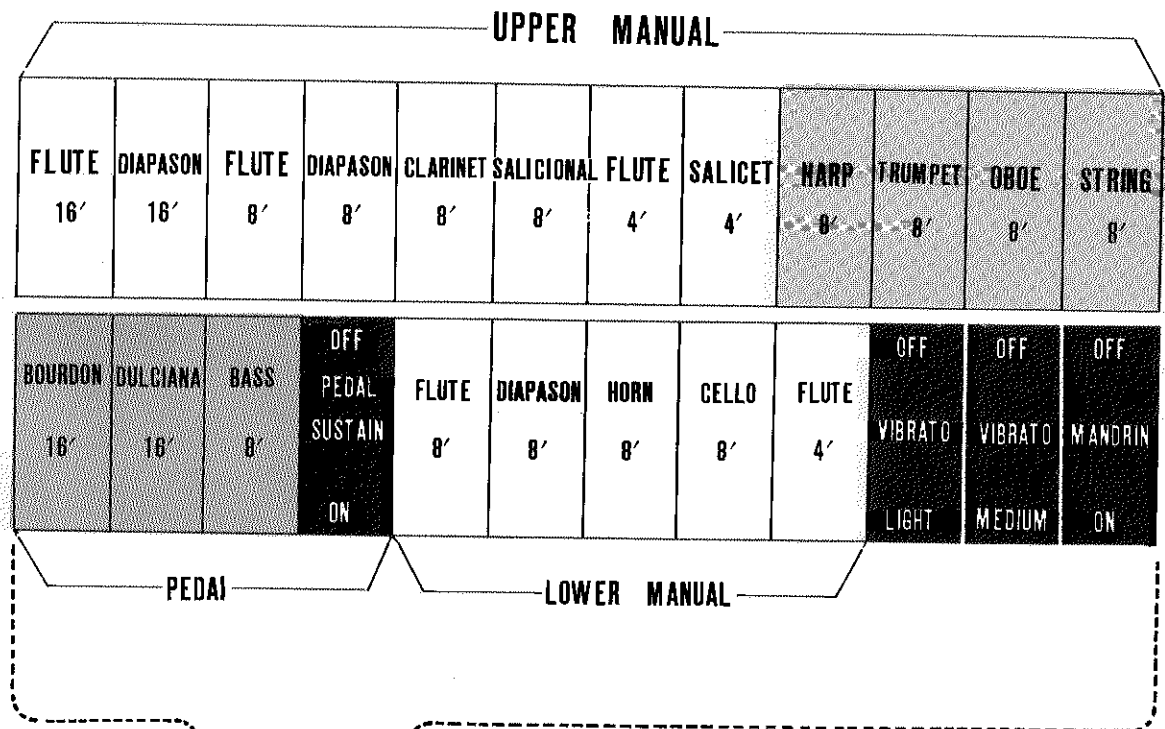 UPPER MANUAL
FLUTE 16′
DIAPASON 16′
FLUTE 8′
DIAPASON 8′
CLARINET 8′
SALICIONAL 8′
FLUTE 4′
SALICET 4′
HARP 8′
TRUMPET 8′
OBOE 8′
STRING 8′
BOURDON 16′
DULCIANA 16′
BASS 8′
OFF
PEDAL
SUSTAIN
ON
FLUTE 8′
DIAPASON 8′
HORN 8′
CELLO 8′
FLUTE 4′
OFF
VIBRATO
LIGHT
OFF
VIBRATO
MEDIUM
OFF
MANDRIN
ON
PEDAl
LOWER MANUAL